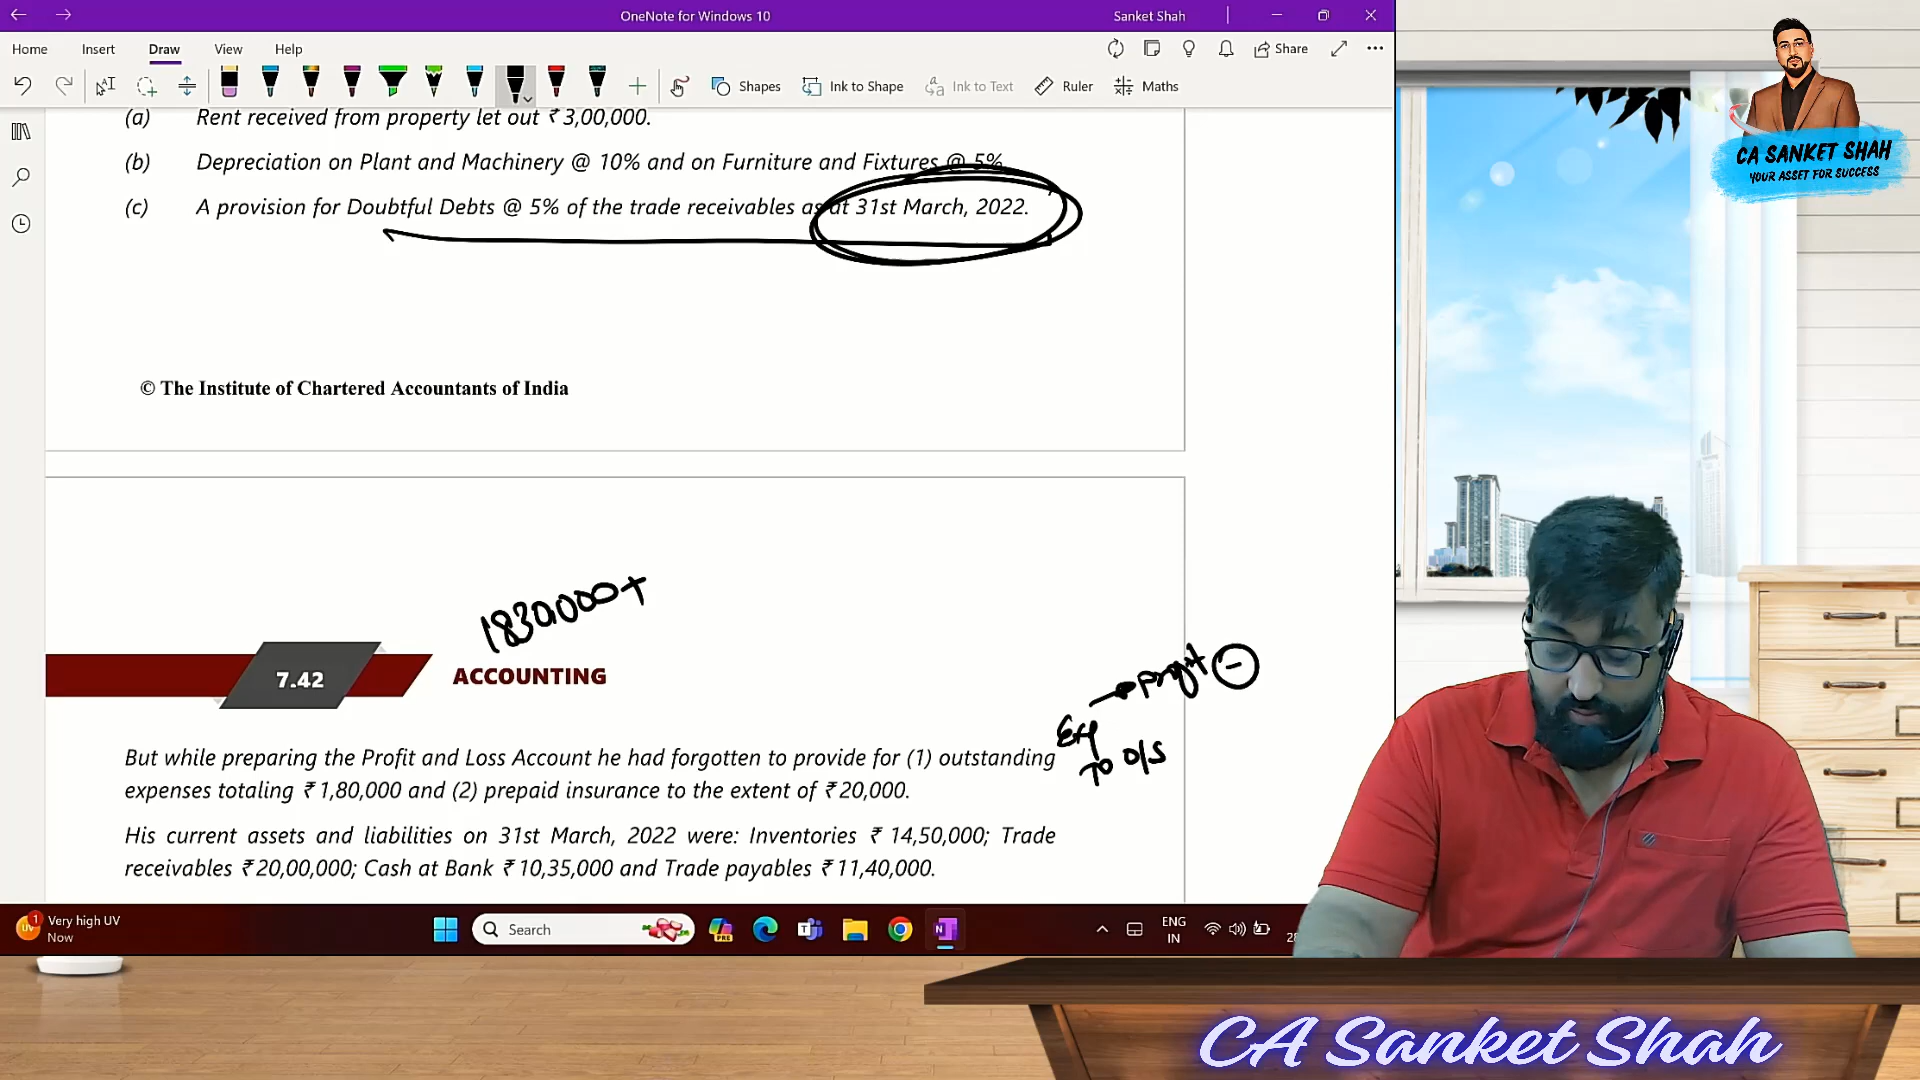 OneNote for Windows 10
Sanket Shah
Home Insert Draw View Help
Share
Shapes Ink to Shape Ink to Text Ruler Maths
(a) Rent received from property let out ₹ 3,00,000.
(b) Depreciation on Plant and Machinery @ 10% and on Furniture and Fixtures @ 5%.
(c) A provision for Doubtful Debts @ 5% of the trade receivables as at 31st March, 2022.
© The Institute of Chartered Accountants of India
1830,000+
7.42 ACCOUNTING
Profit -
Exp
TO O/S
But while preparing the Profit and Loss Account he had forgotten to provide for (1) outstanding
expenses totaling ₹ 1,80,000 and (2) prepaid insurance to the extent of ₹ 20,000.
His current assets and liabilities on 31st March, 2022 were: Inventories ₹ 14,50,000; Trade
receivables ₹ 20,00,000; Cash at Bank ₹ 10,35,000 and Trade payables ₹ 11,40,000.
1
UV
Very high UV
Now
Search
PRE
ENG
IN
28
CA SANKET SHAH
YOUR ASSET FOR SUCCESS
CA Sanket Shah